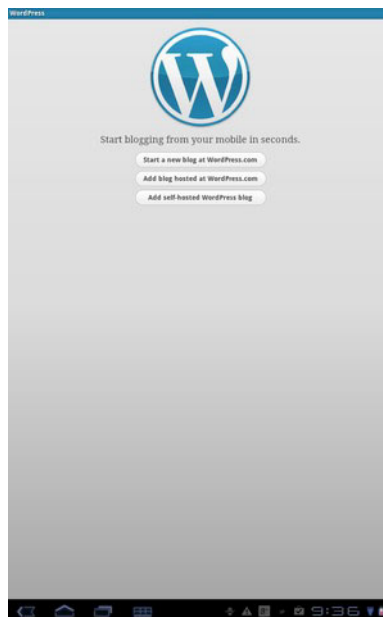 WordPress
W
Start blogging from your mobile in seconds.
Start a new blog at WordPress.com
Add blog hosted at WordPress.com
Add self-hosted WordPress blog
9:36